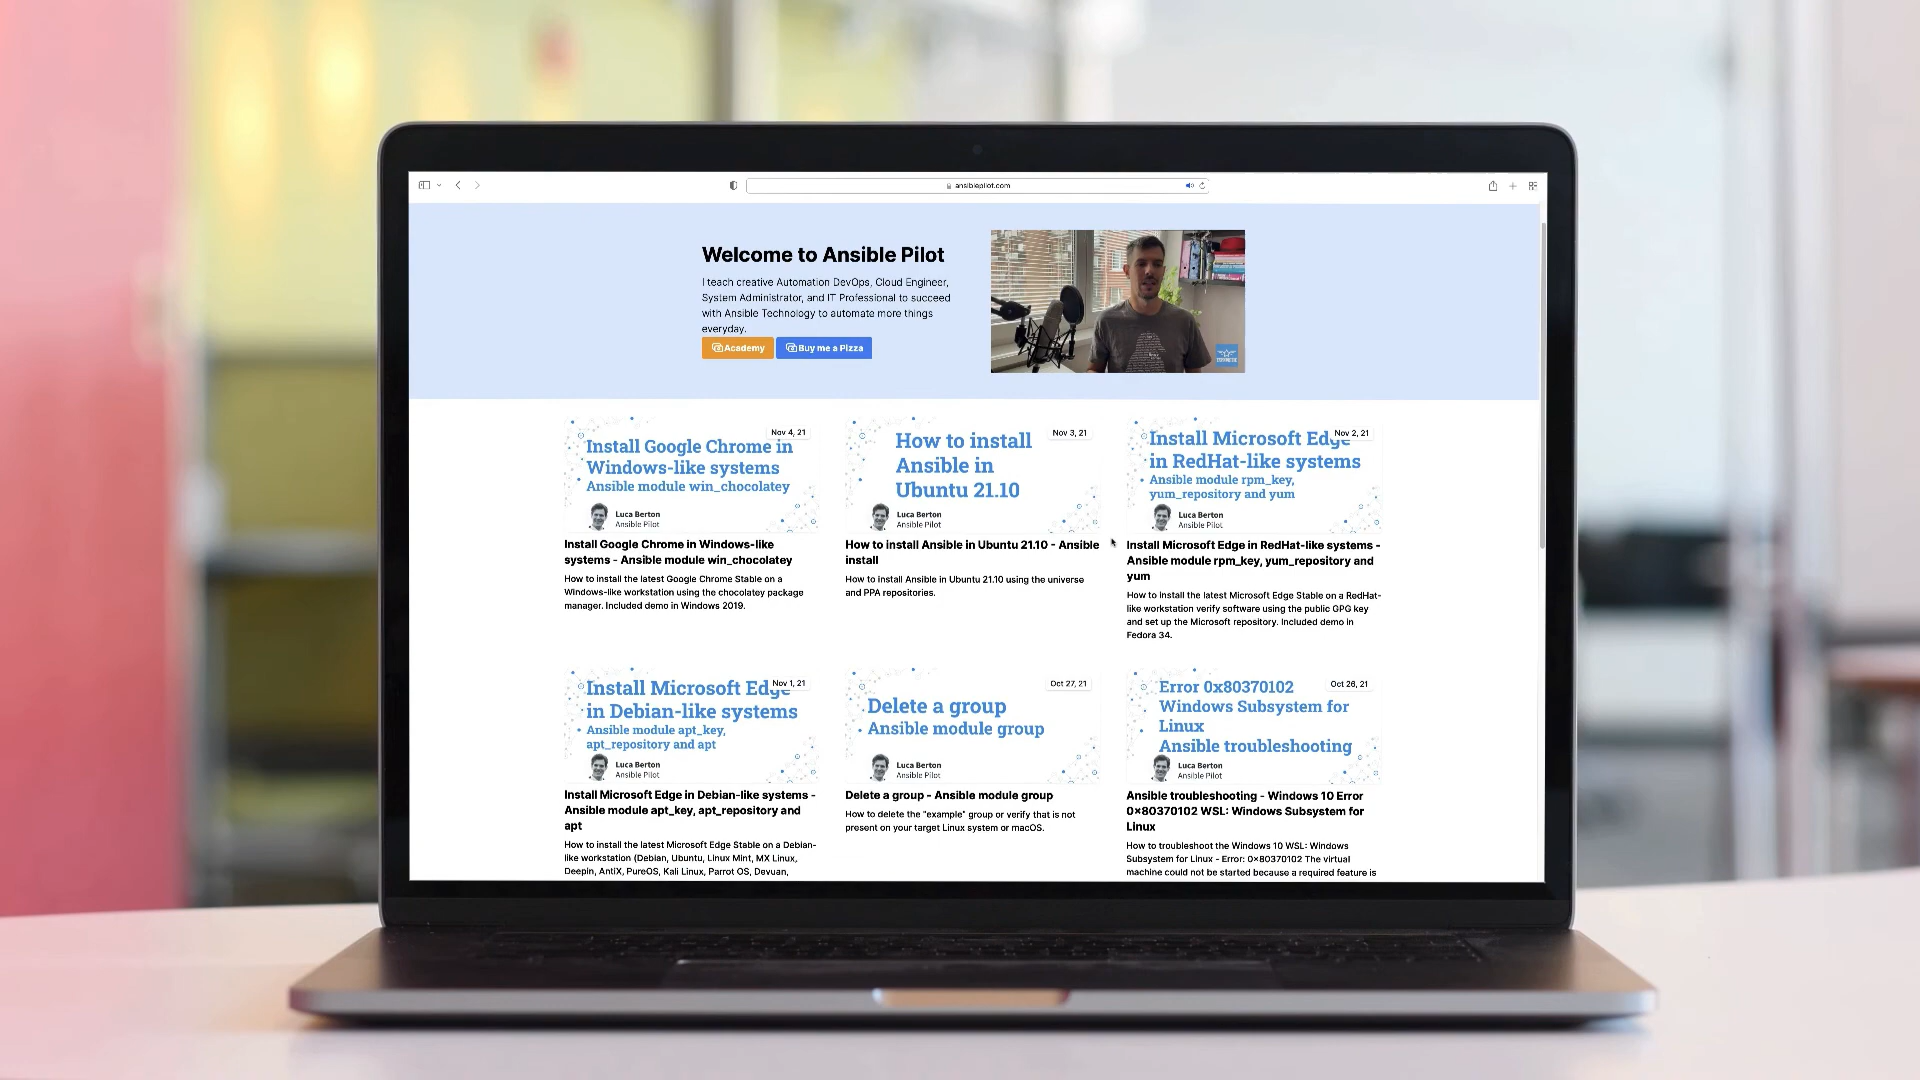 ansiblepilot.com
Welcome to Ansible Pilot
I teach creative Automation DevOps, Cloud Engineer,
System Administrator, and IT Professional to succeed
with Ansible Technology to automate more things
everyday.
Academy
Buy me a Pizza
Nov 4, 21
Install Google Chrome in
Windows-like systems
Ansible module win_chocolatey
Luca Berton
Ansible Pilot
Install Google Chrome in Windows-like
systems - Ansible module win_chocolatey
How to install the latest Google Chrome Stable on a
Windows-like workstation using the chocolatey package
manager. Included demo in Windows 2019.
Nov 3, 21
How to install
Ansible in
Ubuntu 21.10
Luca Berton
Ansible Pilot
How to install Ansible in Ubuntu 21.10 - Ansible
install
How to install Ansible in Ubuntu 21.10 using the universe
and PPA repositories.
Nov 2, 21
Install Microsoft Edge
in RedHat-like systems
Ansible module rpm_key,
yum_repository and yum
Luca Berton
Ansible Pilot
Install Microsoft Edge in RedHat-like systems -
Ansible module rpm_key, yum_repository and
yum
How to install the latest Microsoft Edge Stable on a RedHat-
like workstation verify software using the public GPG key
and set up the Microsoft repository. Included demo in
Fedora 34.
Nov 1, 21
Install Microsoft Edge
in Debian-like systems
Ansible module apt_key,
apt_repository and apt
Luca Berton
Ansible Pilot
Install Microsoft Edge in Debian-like systems -
Ansible module apt_key, apt_repository and
apt
How to install the latest Microsoft Edge Stable on a Debian-
like workstation (Debian, Ubuntu, Linux Mint, MX Linux,
Deepin, AntiX, PureOS, Kali Linux, Parrot OS, Devuan,
Oct 27, 21
Delete a group
Ansible module group
Luca Berton
Ansible Pilot
Delete a group - Ansible module group
How to delete the "example" group or verify that is not
present on your target Linux system or macOS.
Oct 26, 21
Error 0x80370102
Windows Subsystem for
Linux
Ansible troubleshooting
Luca Berton
Ansible Pilot
Ansible troubleshooting - Windows 10 Error
0x80370102 WSL: Windows Subsystem for
Linux
How to troubleshoot the Windows 10 WSL: Windows
Subsystem for Linux - Error: 0x80370102 The virtual
machine could not be started because a required feature is